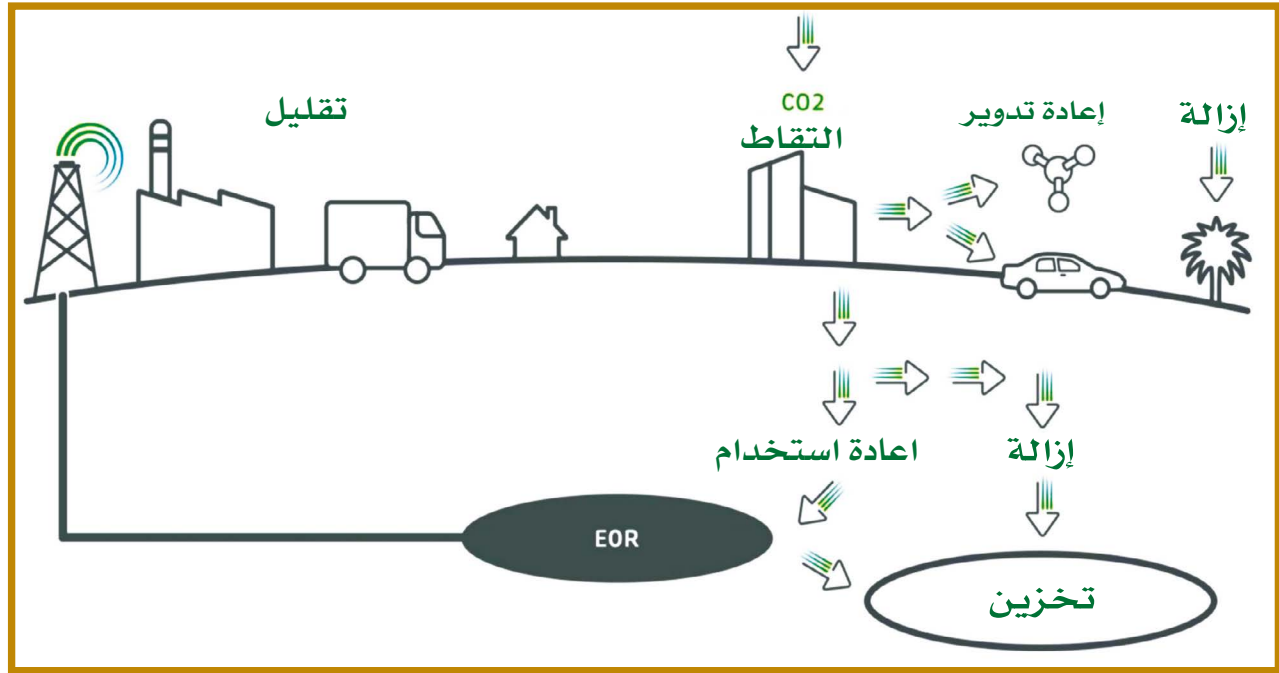 تقليل
CO2
التقاط
إعادة تدوير
إزالة
اعادة استخدام
إزالة
EOR
تخزين